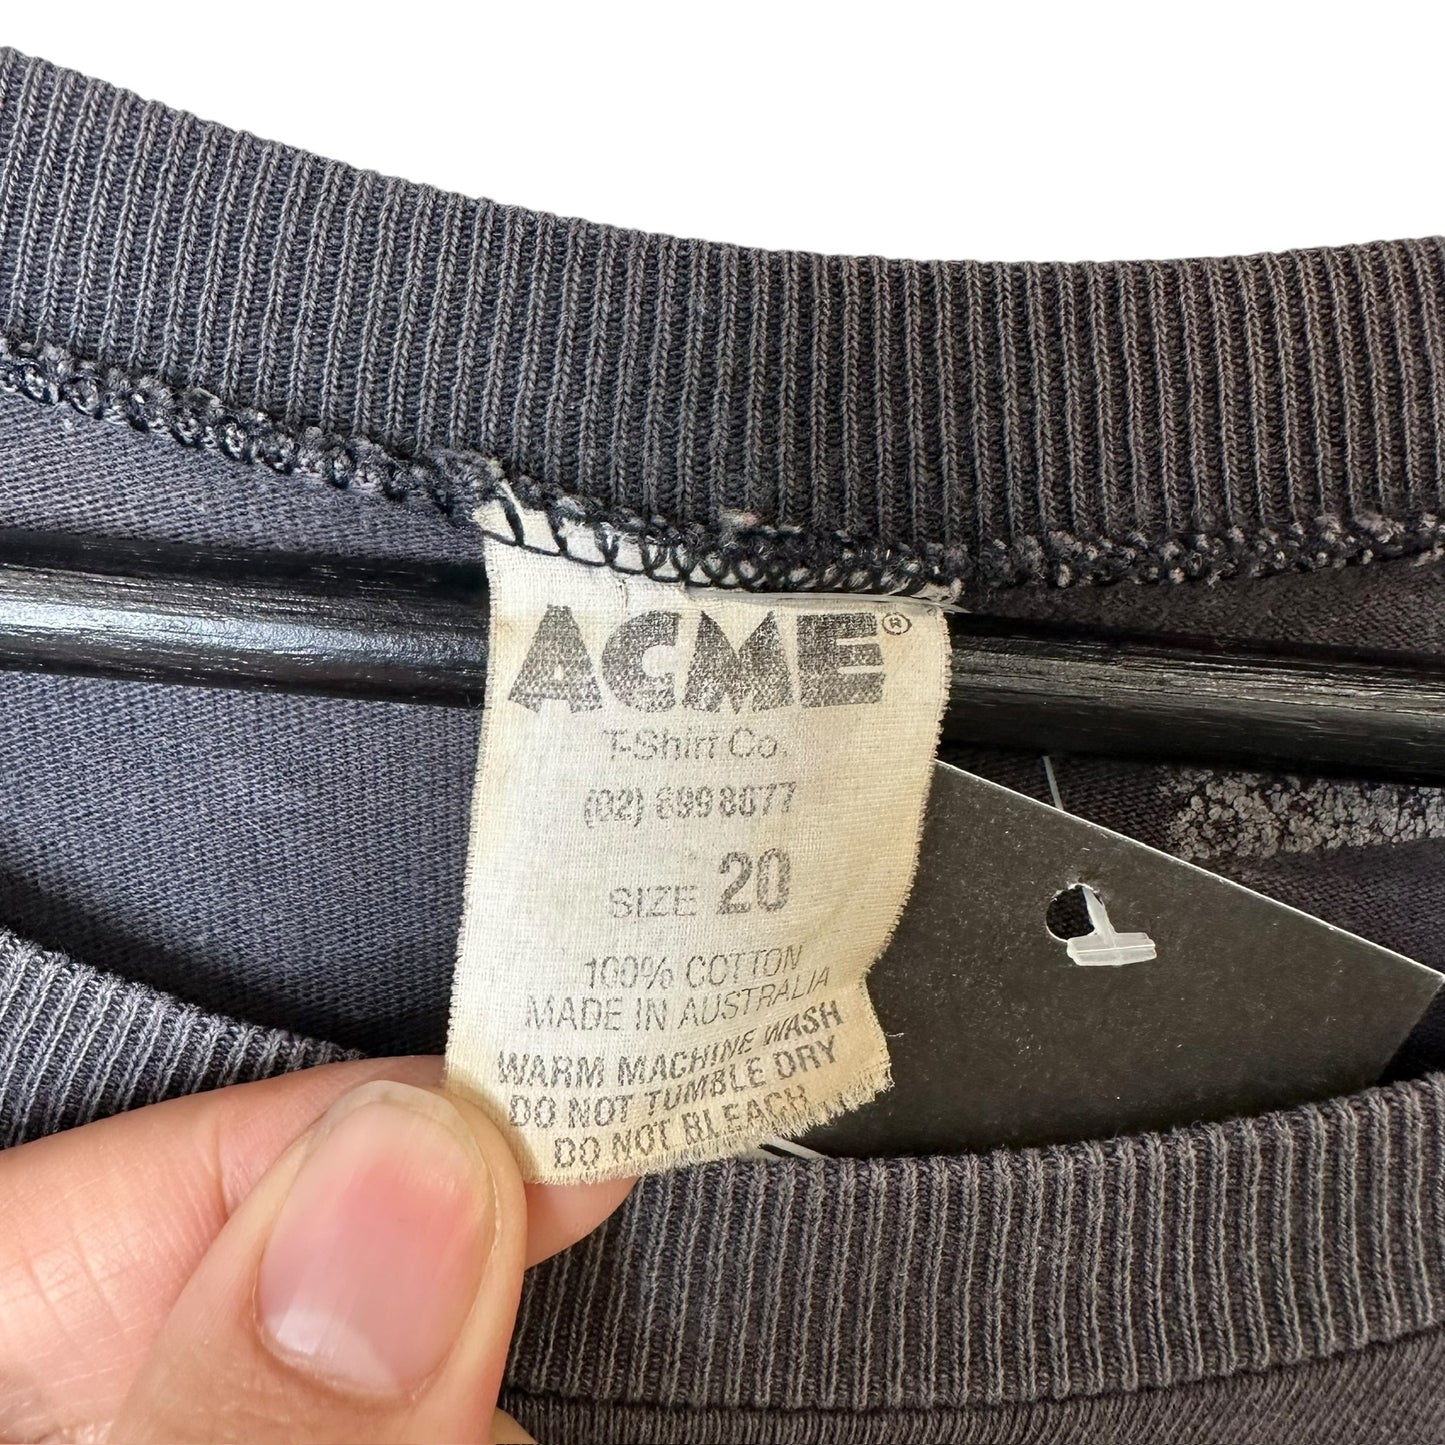 ACME®
T-Shirt Co.
(02) 699 8677
SIZE 20
100% COTTON
MADE IN AUSTRALIA
WARM MACHINE WASH
DO NOT TUMBLE DRY
DO NOT BLEACH